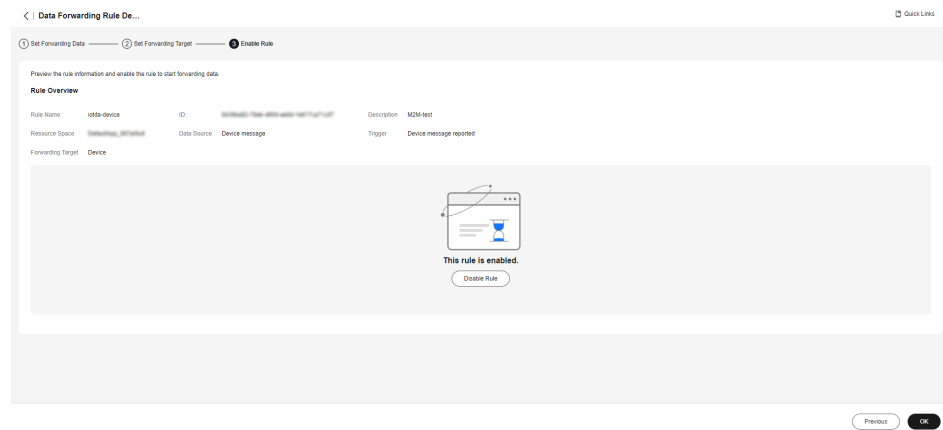 Data Forwarding Rule De...
Quick Links
1 Set Forwarding Data 2 Set Forwarding Target 3 Enable Rule
Preview the rule information and enable the rule to start forwarding data.
Rule Overview
Rule Name iotda-device ID: Description M2M-test
Resource Space Data Source Device message Trigger Device message reported
Forwarding Target Device
This rule is enabled.
Disable Rule
Previous OK